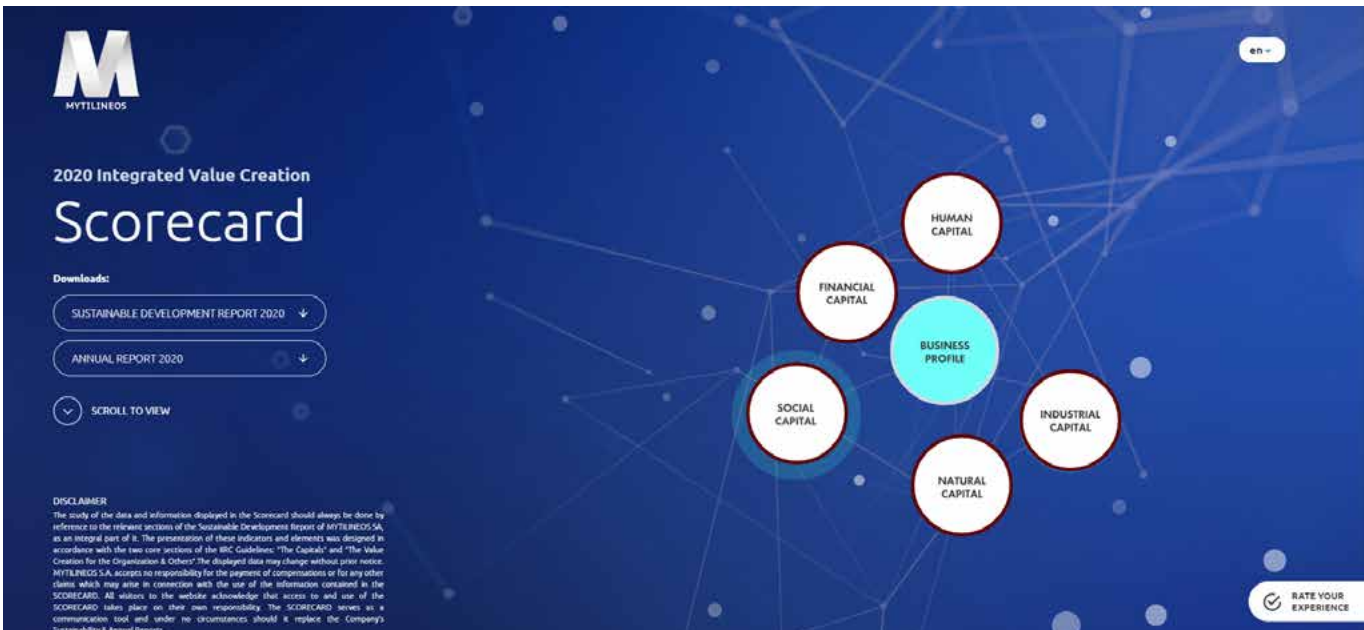 MYTILINEOS
en
2020 Integrated Value Creation
Scorecard
Downloads:
SUSTAINABLE DEVELOPMENT REPORT 2020
ANNUAL REPORT 2020
SCROLL TO VIEW
HUMAN
CAPITAL
FINANCIAL
CAPITAL
BUSINESS
PROFILE
SOCIAL
CAPITAL
INDUSTRIAL
CAPITAL
NATURAL
CAPITAL
DISCLAIMER
The study of the data and information displayed in the Scorecard should always be done by
reference to the relevant sections of the Sustainable Development Report of MYTILINEOS SA,
as an integral part of it. The presentation of these indicators and elements was designed in
accordance with the two core sections of the IIRC Guidelines: "The Capitals" and "The Value
Creation for the Organization & Others".The displayed data may change without prior notice.
MYTILINEOS S.A. accepts no responsibility for the payment of compensations or for any other
claims which may arise in connection with the use of the information contained in the
SCORECARD. All visitors to the website acknowledge that access to and use of the
SCORECARD takes place on their own responsibility. The SCORECARD serves as a
communication tool and under no circumstances should it replace the Company's
Sustainability & Annual Reports.
RATE YOUR
EXPERIENCE